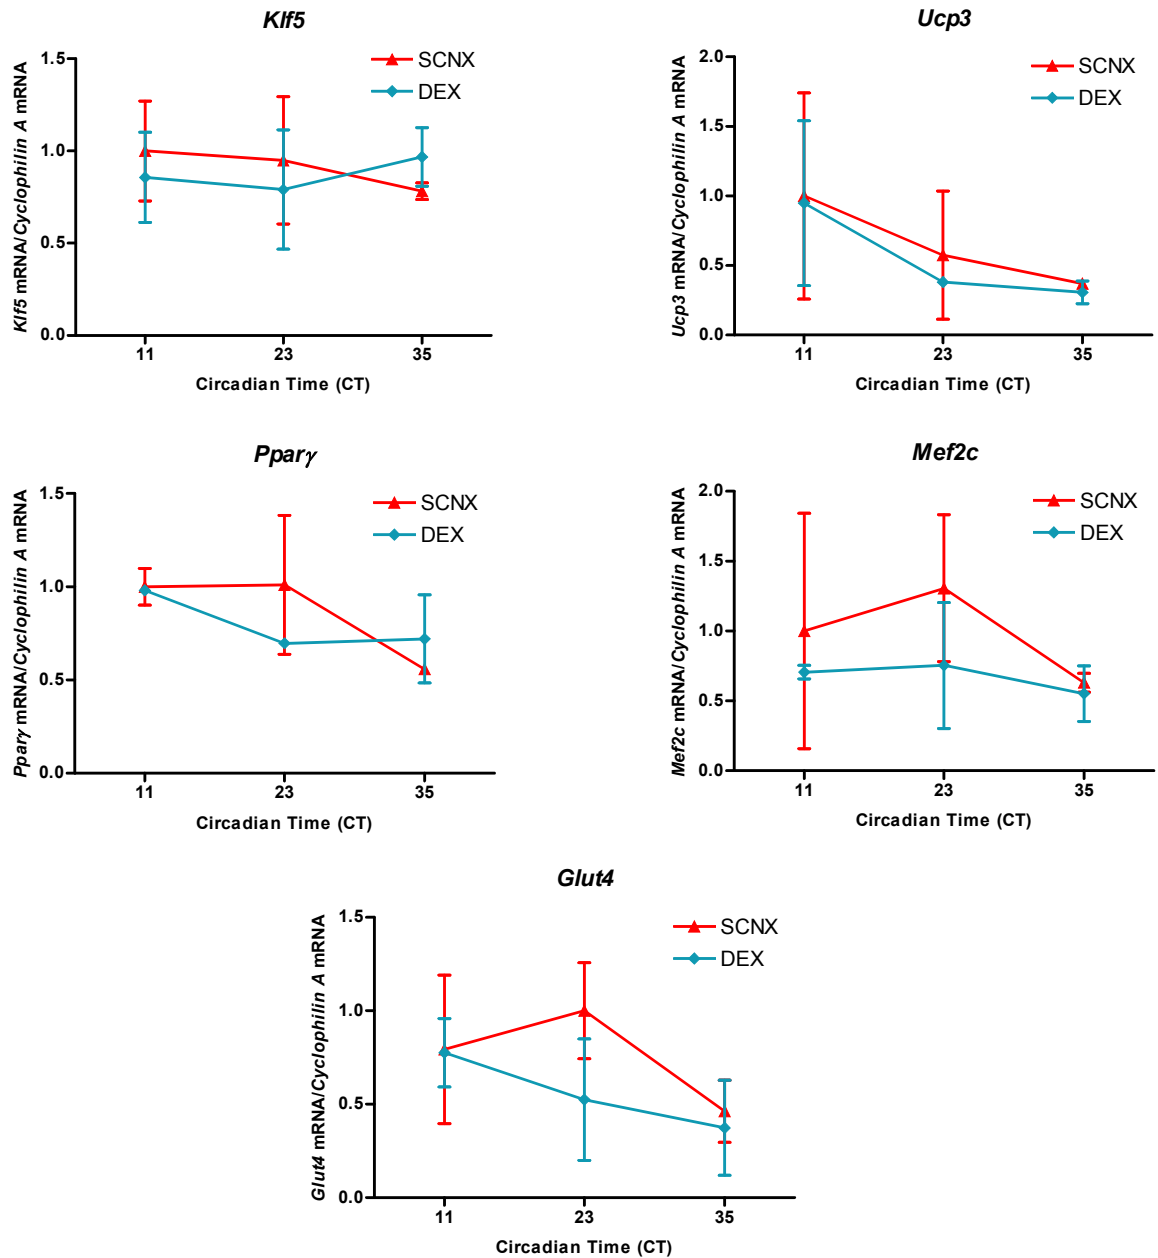 Klf5
Klf5 mRNA/Cyclophilin A mRNA
1.5
1.0
0.5
0.0
SCNX
DEX
11 23 35
Circadian Time (CT)
Ucp3
Ucp3 mRNA/Cyclophilin A mRNA
2.0
1.5
1.0
0.5
0.0
SCNX
DEX
11 23 35
Circadian Time (CT)
Pparγ
Pparγ mRNA/Cyclophilin A mRNA
1.5
1.0
0.5
0.0
SCNX
DEX
11 23 35
Circadian Time (CT)
Mef2c
Mef2c mRNA/Cyclophilin A mRNA
2.0
1.5
1.0
0.5
0.0
SCNX
DEX
11 23 35
Circadian Time (CT)
Glut4
Glut4 mRNA/Cyclophilin A mRNA
1.5
1.0
0.5
0.0
SCNX
DEX
11 23 35
Circadian Time (CT)